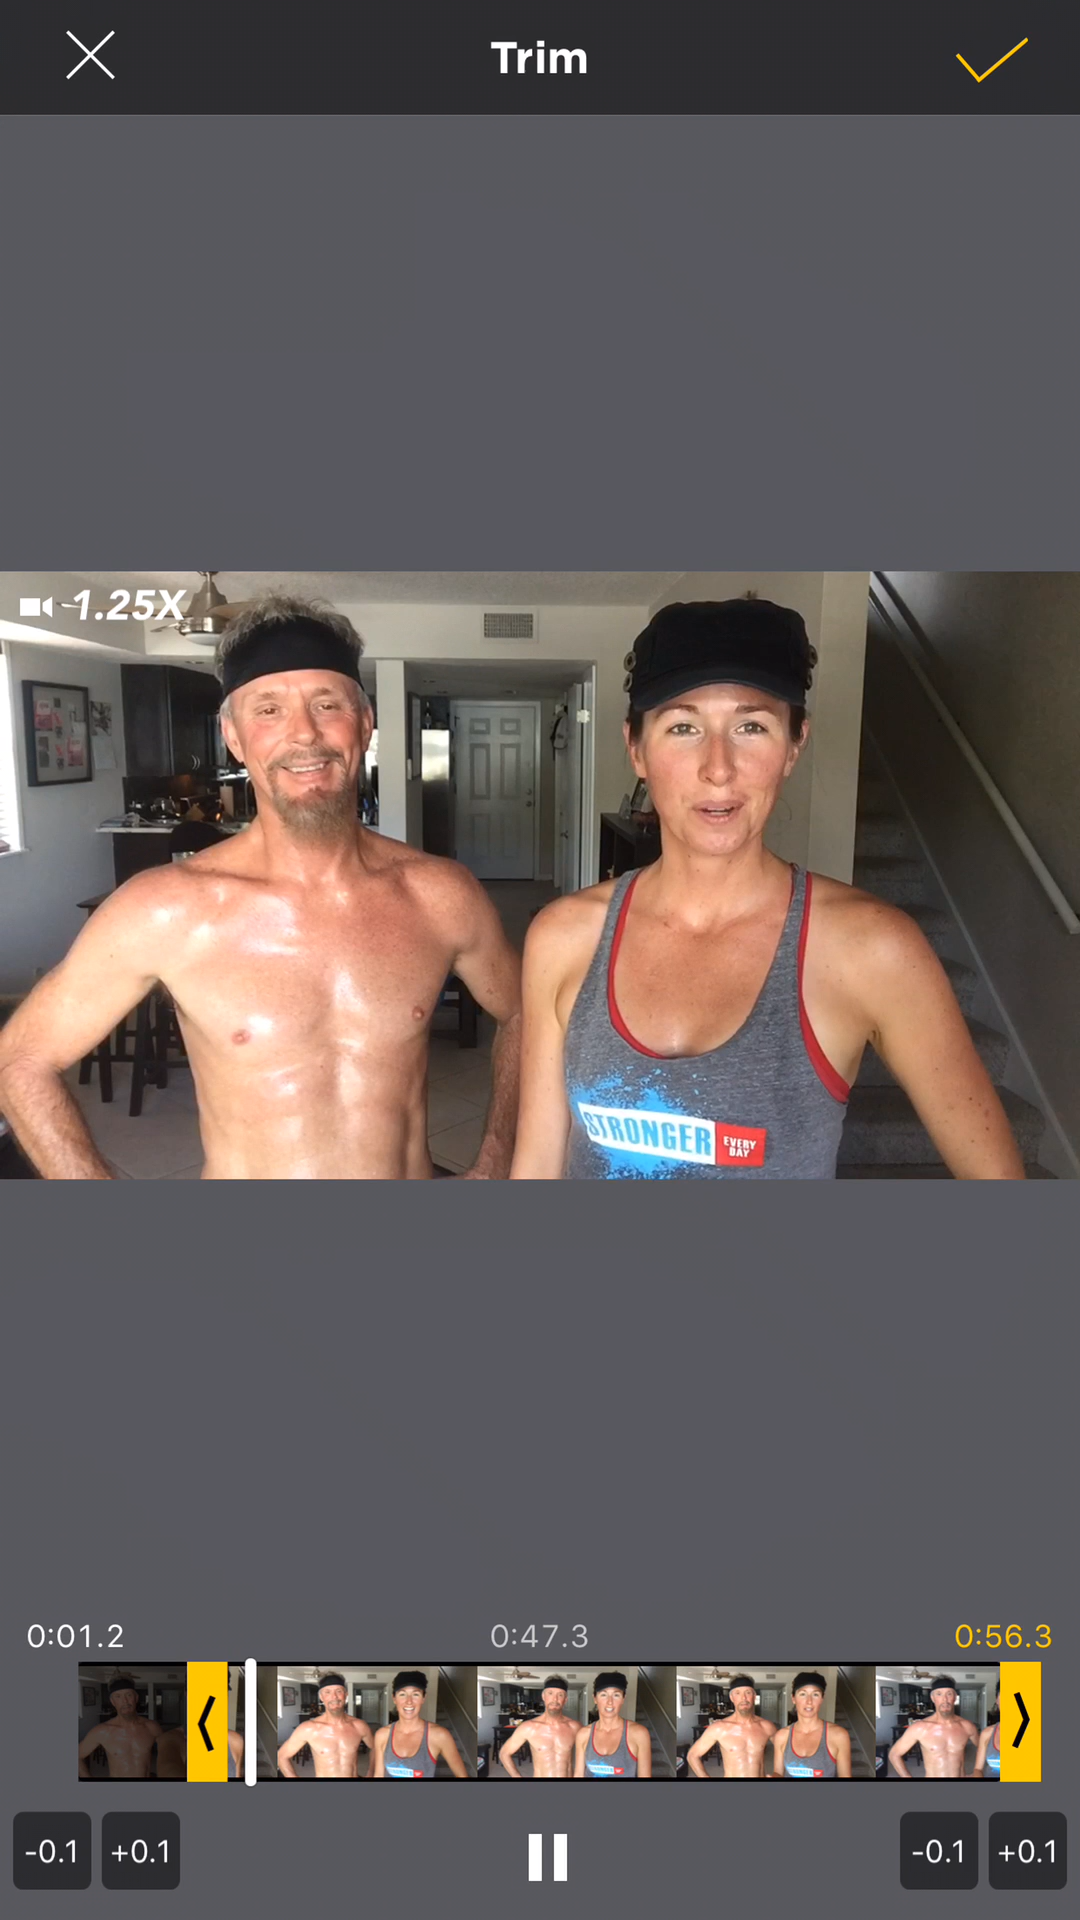 Trim
1.25X
STRONGER
EVERY
DAY
0:01.2
0:47.3
0:56.3
-0.1
+0.1
-0.1
+0.1